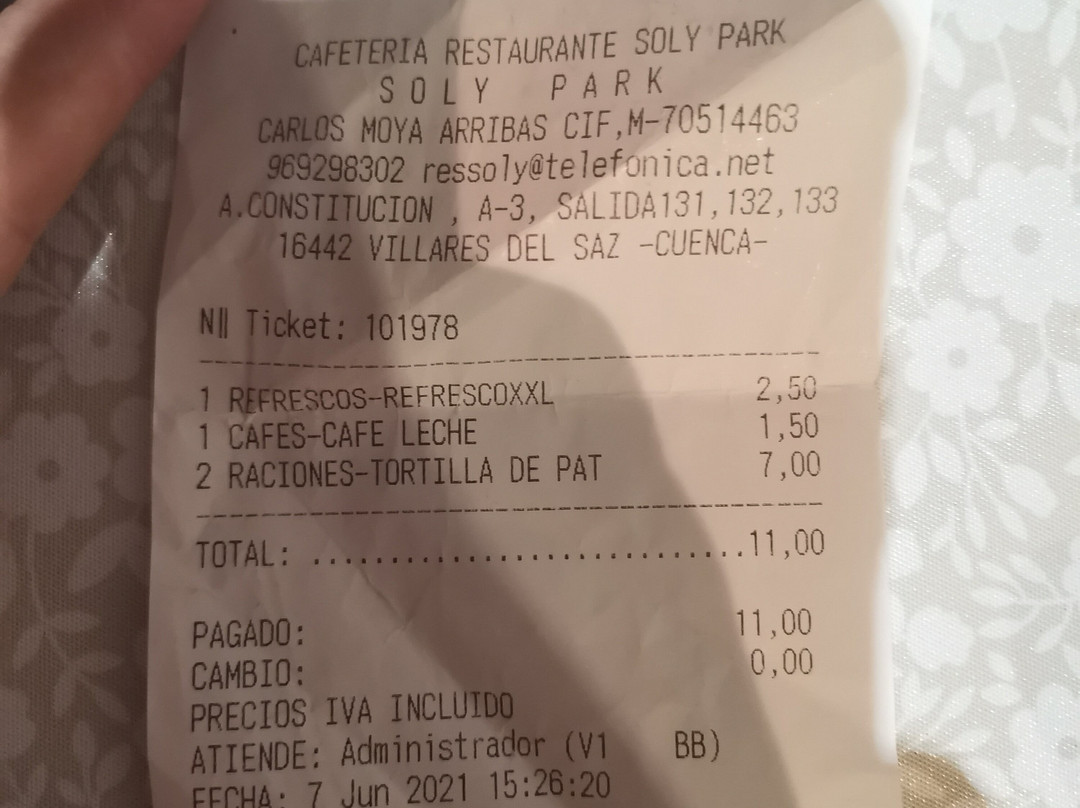 CAFETERIA RESTAURANTE SOLY PARK
S O L Y   P A R K
CARLOS MOYA ARRIBAS CIF,M-70514463
969298302 ressoly@telefonica.net
A.CONSTITUCION , A-3, SALIDA131,132,133
16442 VILLARES DEL SAZ -CUENCA-
N‖ Ticket: 101978
1 REFRESCOS-REFRESCOXXL 2,50
1 CAFES-CAFE LECHE 1,50
2 RACIONES-TORTILLA DE PAT 7,00
TOTAL: ............................11,00
PAGADO: 11,00
CAMBIO: 0,00
PRECIOS IVA INCLUIDO
ATIENDE: Administrador (V1 BB)
FECHA: 7 Jun 2021 15:26:20